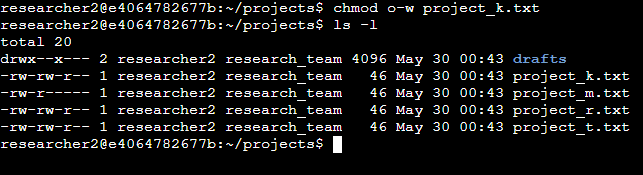 researcher2@e4064782677b:~/projects$ chmod o-w project_k.txt
researcher2@e4064782677b:~/projects$ ls -l
total 20
drwx--x--- 2 researcher2 research_team 4096 May 30 00:43 drafts
-rw-rw-r-- 1 researcher2 research_team   46 May 30 00:43 project_k.txt
-rw-r----- 1 researcher2 research_team   46 May 30 00:43 project_m.txt
-rw-rw-r-- 1 researcher2 research_team   46 May 30 00:43 project_r.txt
-rw-rw-r-- 1 researcher2 research_team   46 May 30 00:43 project_t.txt
researcher2@e4064782677b:~/projects$